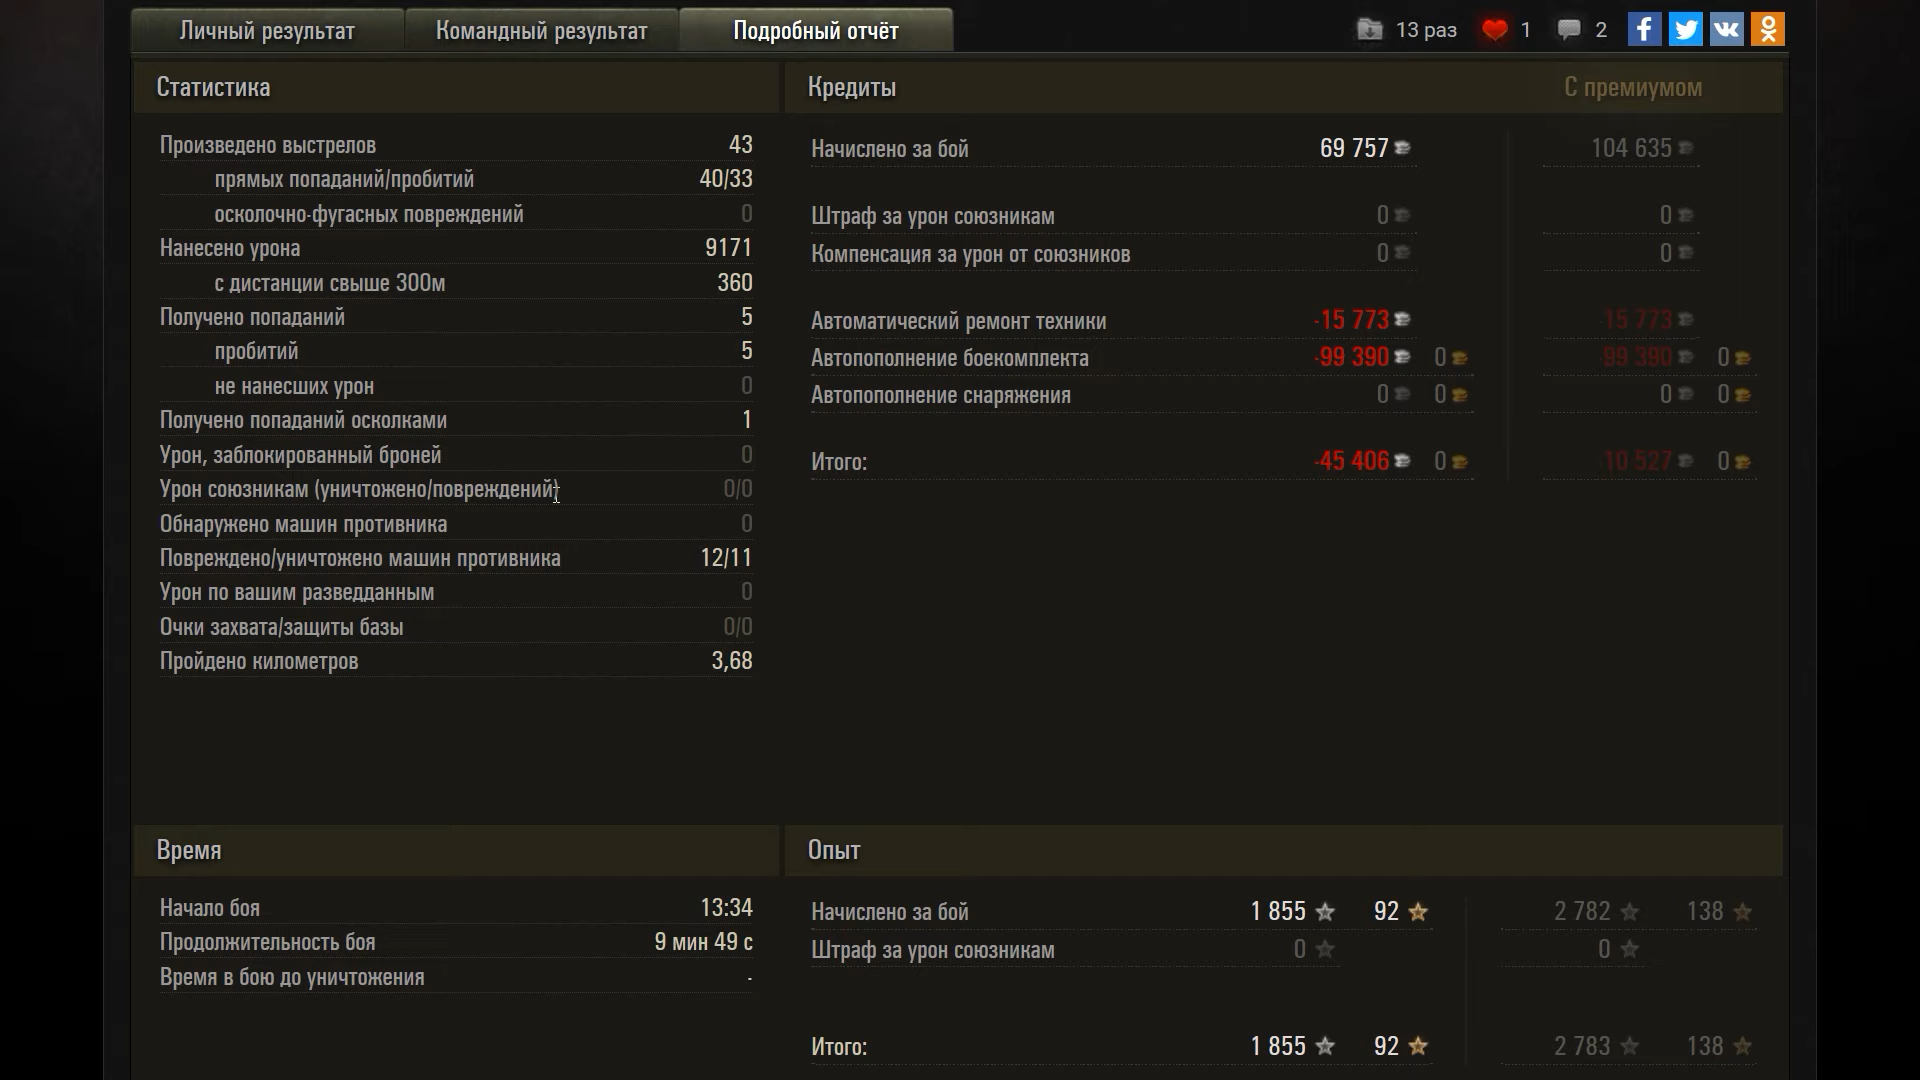 Личный результат Командный результат Подробный отчёт 13 раз 1 2
Статистика
Произведено выстрелов 43
прямых попаданий/пробитий 40/33
осколочно-фугасных повреждений 0
Нанесено урона 9171
с дистанции свыше 300м 360
Получено попаданий 5
пробитий 5
не нанесших урон 0
Получено попаданий осколками 1
Урон, заблокированный броней 0
Урон союзникам (уничтожено/повреждений) 0/0
Обнаружено машин противника 0
Повреждено/уничтожено машин противника 12/11
Урон по вашим разведданным 0
Очки захвата/защиты базы 0/0
Пройдено километров 3,68
Кредиты С премиумом
Начислено за бой 69 757 104 635
Штраф за урон союзникам 0 0
Компенсация за урон от союзников 0 0
Автоматический ремонт техники -15 773 -15 773
Автопополнение боекомплекта -99 390 0 -99 390 0
Автопополнение снаряжения 0 0 0 0
Итого: -45 406 0 -10 527 0
Время
Начало боя 13:34
Продолжительность боя 9 мин 49 с
Время в бою до уничтожения -
Опыт
Начислено за бой 1 855 92 2 782 138
Штраф за урон союзникам 0 0
Итого: 1 855 92 2 783 138